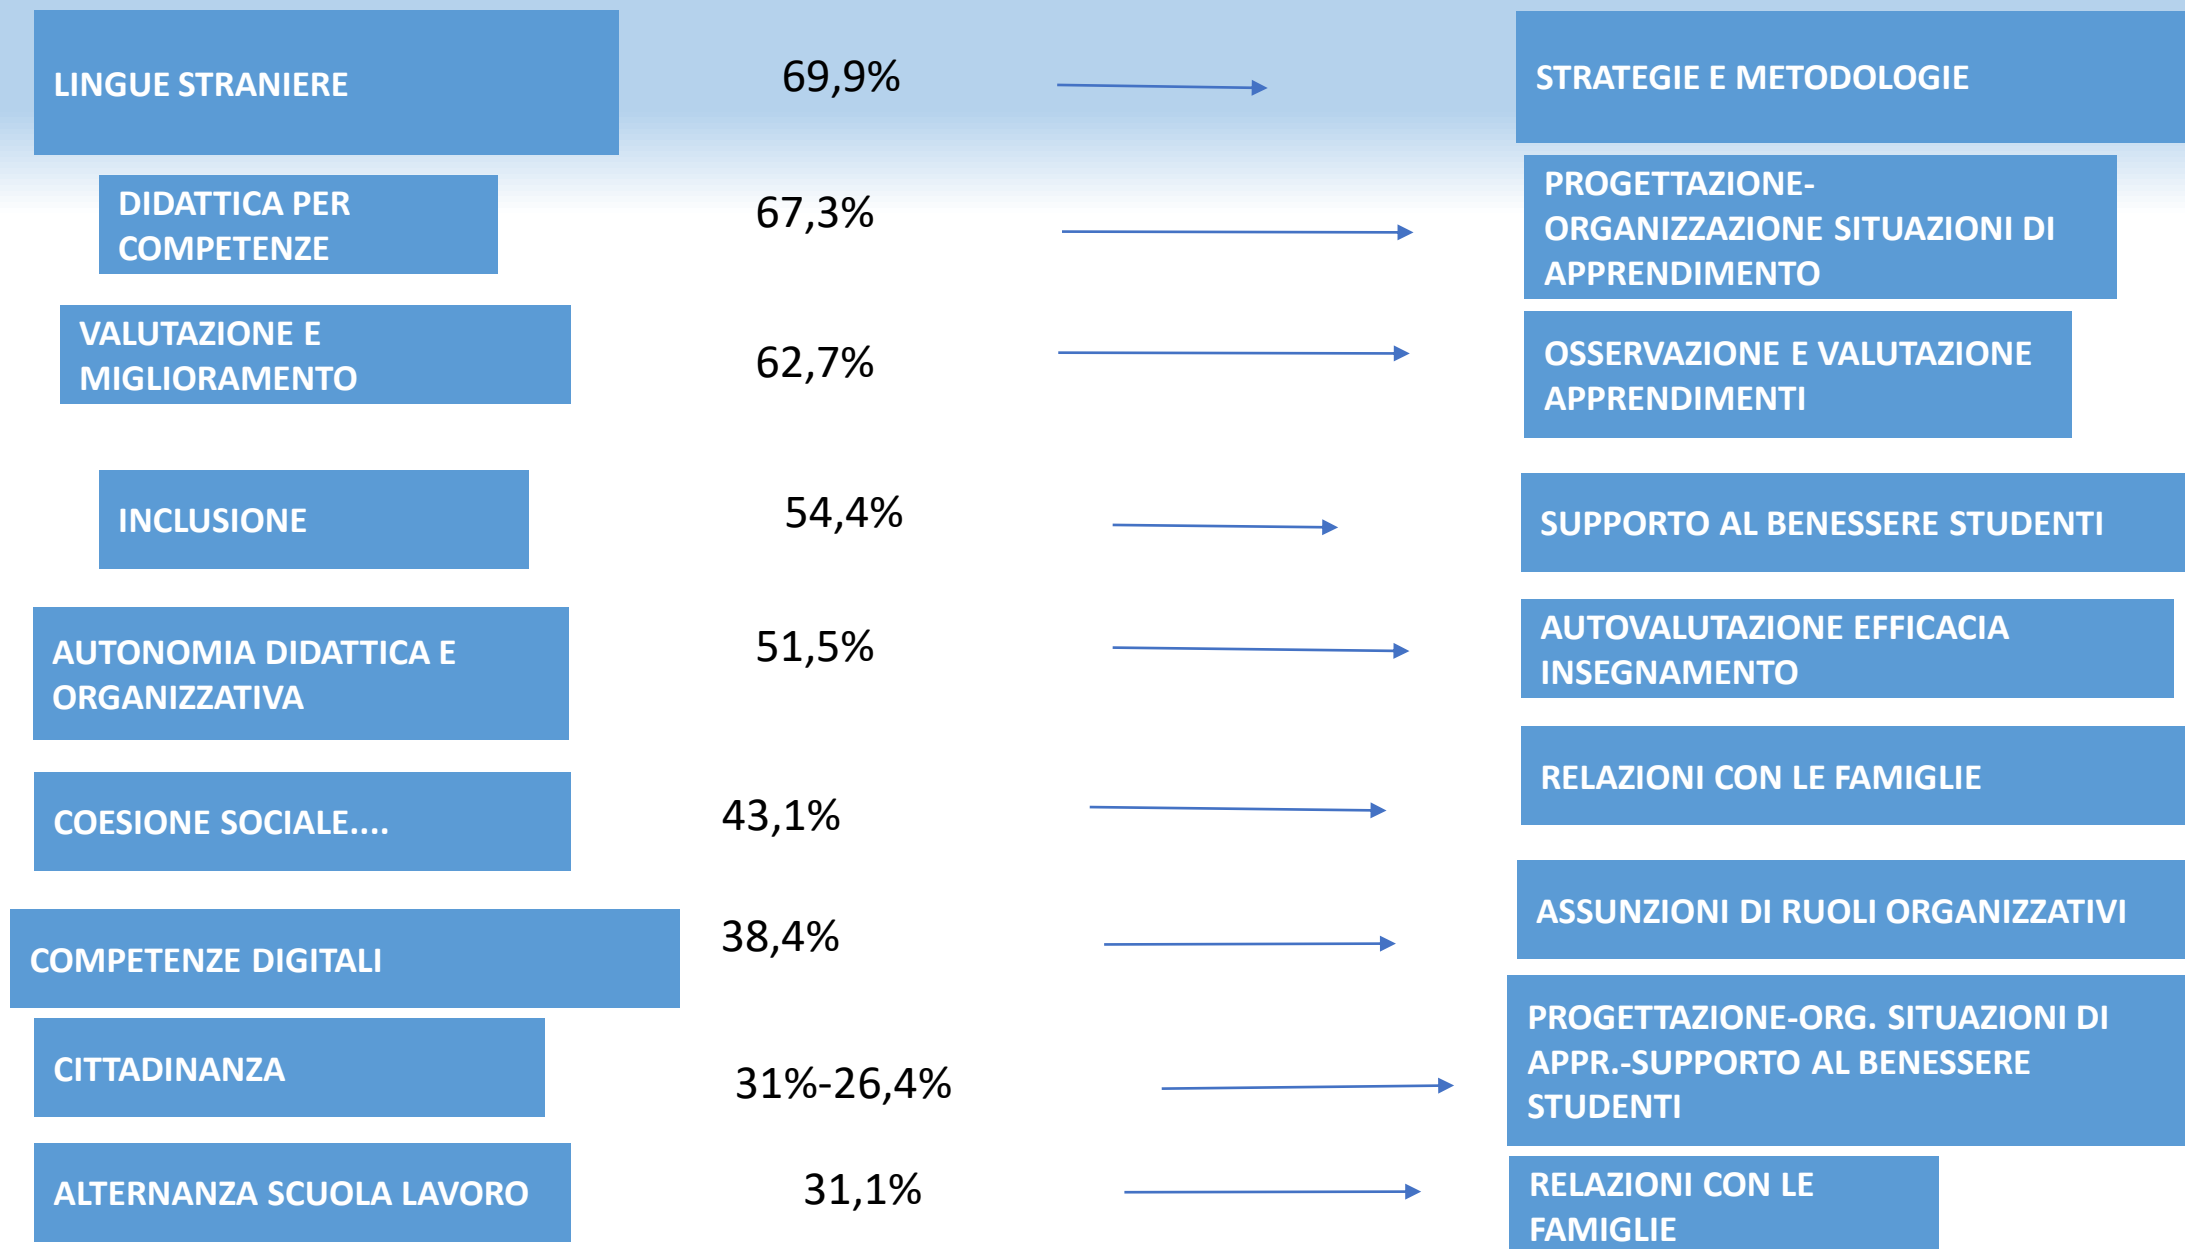 LINGUE STRANIERE
69,9%
STRATEGIE E METODOLOGIE
DIDATTICA PER
COMPETENZE
67,3%
PROGETTAZIONE-
ORGANIZZAZIONE SITUAZIONI DI
APPRENDIMENTO
VALUTAZIONE E
MIGLIORAMENTO
62,7%
OSSERVAZIONE E VALUTAZIONE
APPRENDIMENTI
INCLUSIONE
54,4%
SUPPORTO AL BENESSERE STUDENTI
AUTONOMIA DIDATTICA E
ORGANIZZATIVA
51,5%
AUTOVALUTAZIONE EFFICACIA
INSEGNAMENTO
COESIONE SOCIALE....
43,1%
RELAZIONI CON LE FAMIGLIE
COMPETENZE DIGITALI
38,4%
ASSUNZIONI DI RUOLI ORGANIZZATIVI
CITTADINANZA
31%-26,4%
PROGETTAZIONE-ORG. SITUAZIONI DI
APPR.-SUPPORTO AL BENESSERE
STUDENTI
ALTERNANZA SCUOLA LAVORO
31,1%
RELAZIONI CON LE
FAMIGLIE